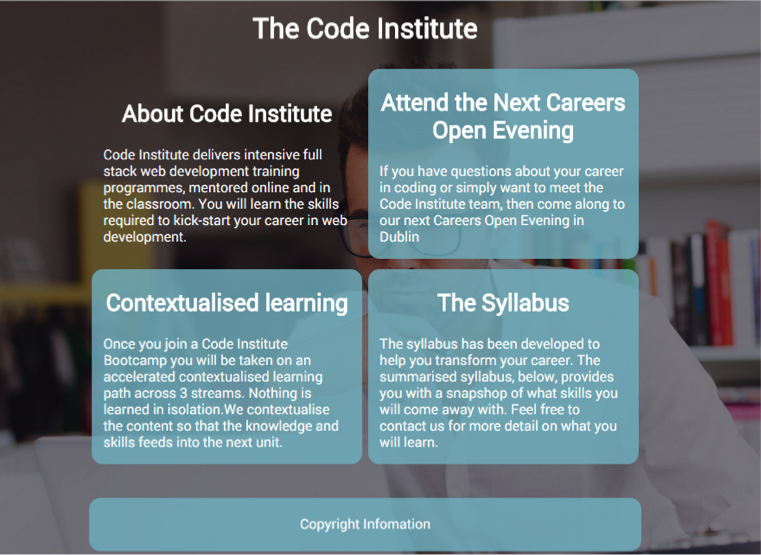 The Code Institute
About Code Institute
Code Institute delivers intensive full
stack web development training
programmes, mentored online and in
the classroom. You will learn the skills
required to kick-start your career in web
development.
Attend the Next Careers
Open Evening
If you have questions about your career
in coding or simply want to meet the
Code Institute team, then come along to
our next Careers Open Evening in
Dublin
Contextualised learning
Once you join a Code Institute
Bootcamp you will be taken on an
accelerated contextualised learning
path across 3 streams. Nothing is
learned in isolation.We contextualise
the content so that the knowledge and
skills feeds into the next unit.
The Syllabus
The syllabus has been developed to
help you transform your career. The
summarised syllabus, below, provides
you with a snapshop of what skills you
will come away with. Feel free to
contact us for more detail on what you
will learn.
Copyright Infomation